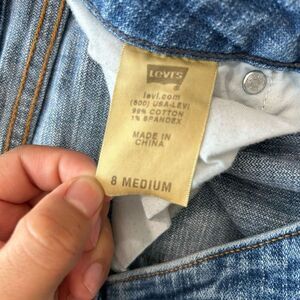 LEVI'S
levi.com
(800) USA-LEVI
99% COTTON
1% SPANDEX
MADE IN
CHINA
8 MEDIUM